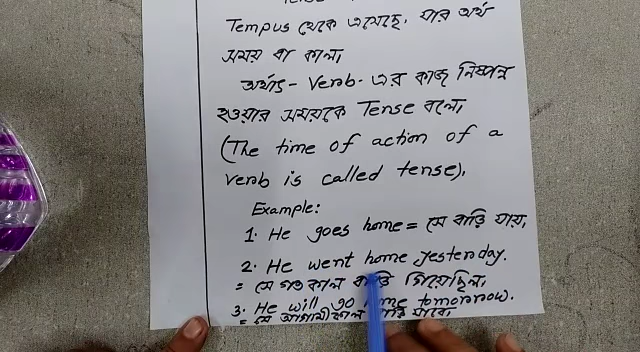 Tense
Tempus থেকে এসেছে, যার অর্থ
সময় বা কাল।
অর্থাৎ - Verb-এর কাজ নিষ্পন্ন
হওয়ার সময়কে Tense বলে।
(The time of action of a
verb is called tense).
Example:
1. He goes home = সে বাড়ি যায়,
2. He went home yesterday.
= সে গত কাল বাড়ি গিয়েছিল,
3. He will go home tomorrow.
= সে আগামী কাল বাড়ি যাবে।